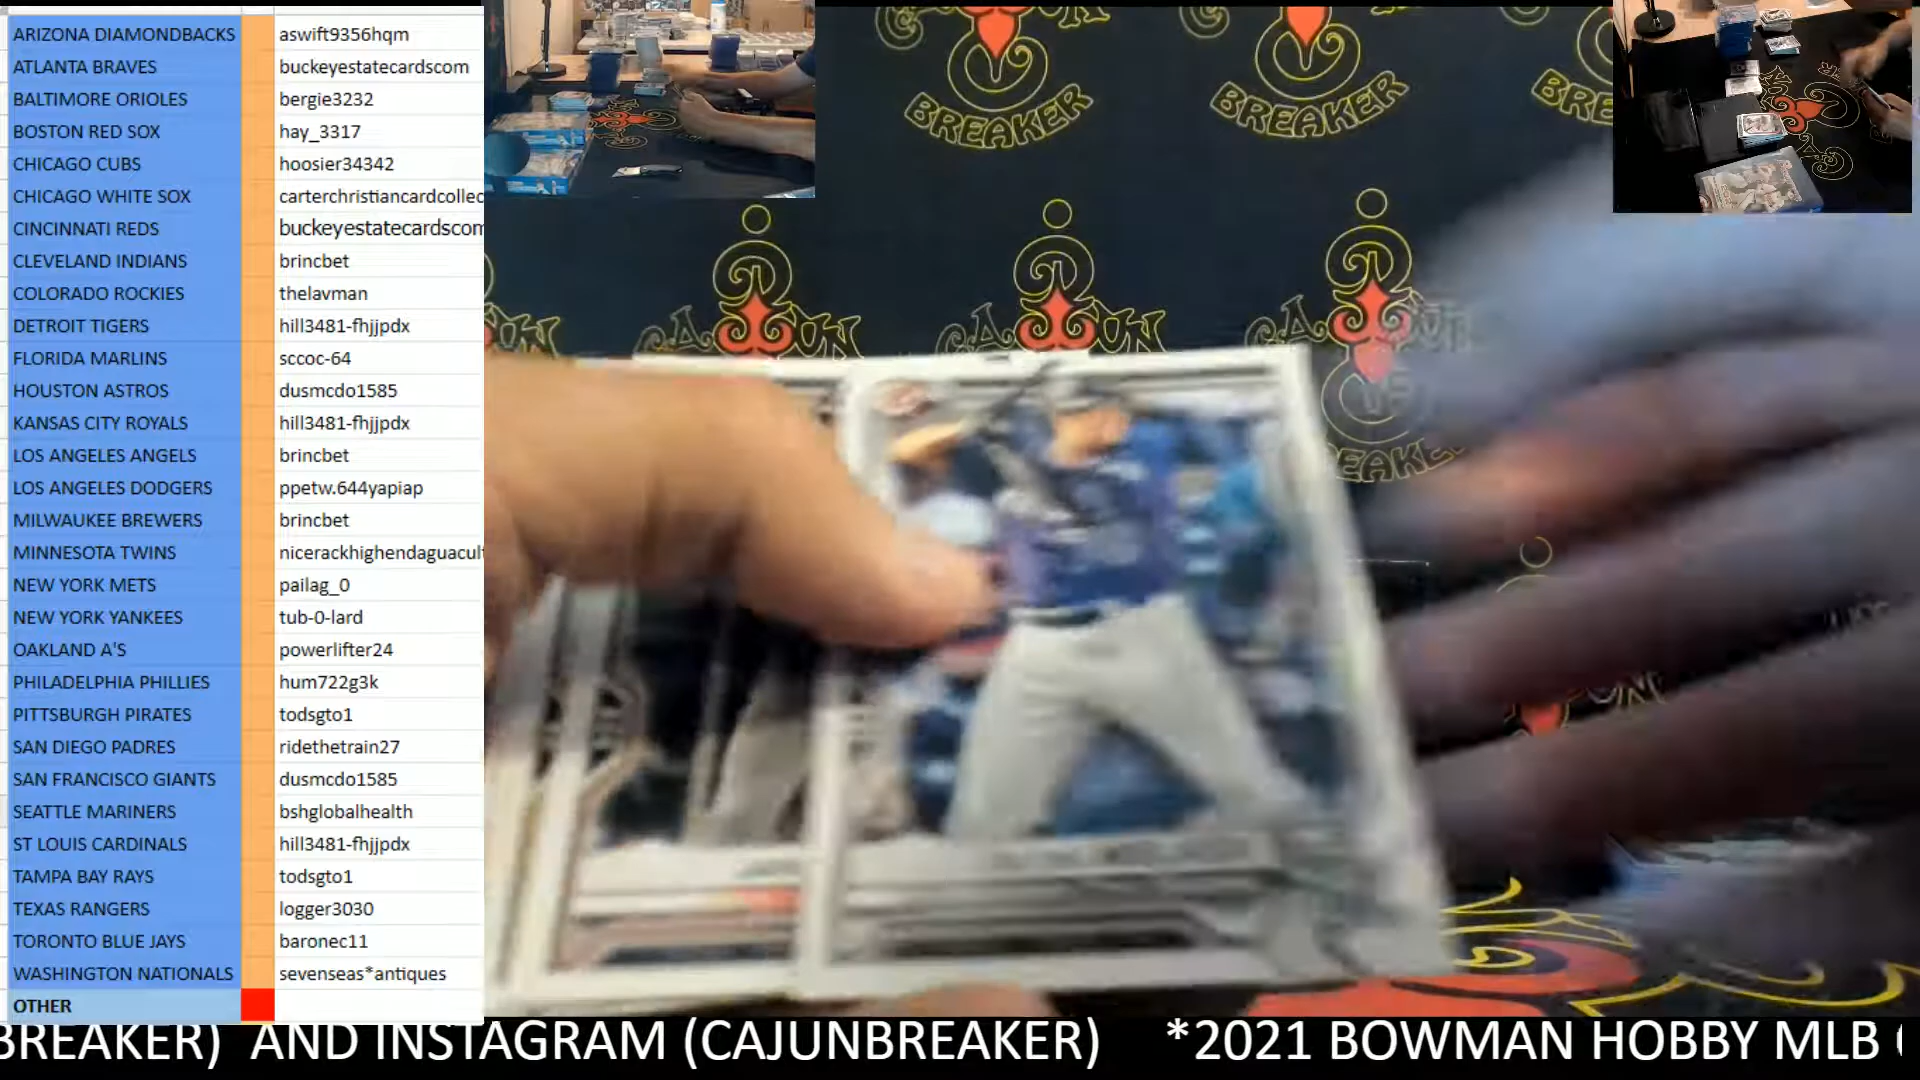 ARIZONA DIAMONDBACKS aswift9356hqm
ATLANTA BRAVES buckeyestatecardscom
BALTIMORE ORIOLES bergie3232
BOSTON RED SOX hay_3317
CHICAGO CUBS hoosier34342
CHICAGO WHITE SOX carterchristiancardcollec
CINCINNATI REDS buckeyestatecardscom
CLEVELAND INDIANS brincbet
COLORADO ROCKIES thelavman
DETROIT TIGERS hill3481-fhjjpdx
FLORIDA MARLINS sccoc-64
HOUSTON ASTROS dusmcdo1585
KANSAS CITY ROYALS hill3481-fhjjpdx
LOS ANGELES ANGELS brincbet
LOS ANGELES DODGERS ppetw.644yapiap
MILWAUKEE BREWERS brincbet
MINNESOTA TWINS nicerackhighendaguacult
NEW YORK METS pailag_0
NEW YORK YANKEES tub-0-lard
OAKLAND A'S powerlifter24
PHILADELPHIA PHILLIES hum722g3k
PITTSBURGH PIRATES todsgto1
SAN DIEGO PADRES ridethetrain27
SAN FRANCISCO GIANTS dusmcdo1585
SEATTLE MARINERS bshglobalhealth
ST LOUIS CARDINALS hill3481-fhjjpdx
TAMPA BAY RAYS todsgto1
TEXAS RANGERS logger3030
TORONTO BLUE JAYS baronec11
WASHINGTON NATIONALS sevenseas*antiques
OTHER
BREAKER BREAKER BRE
CAJUN CAJUN CAJUN
EAKE
BREAKER) AND INSTAGRAM (CAJUNBREAKER) *2021 BOWMAN HOBBY MLB